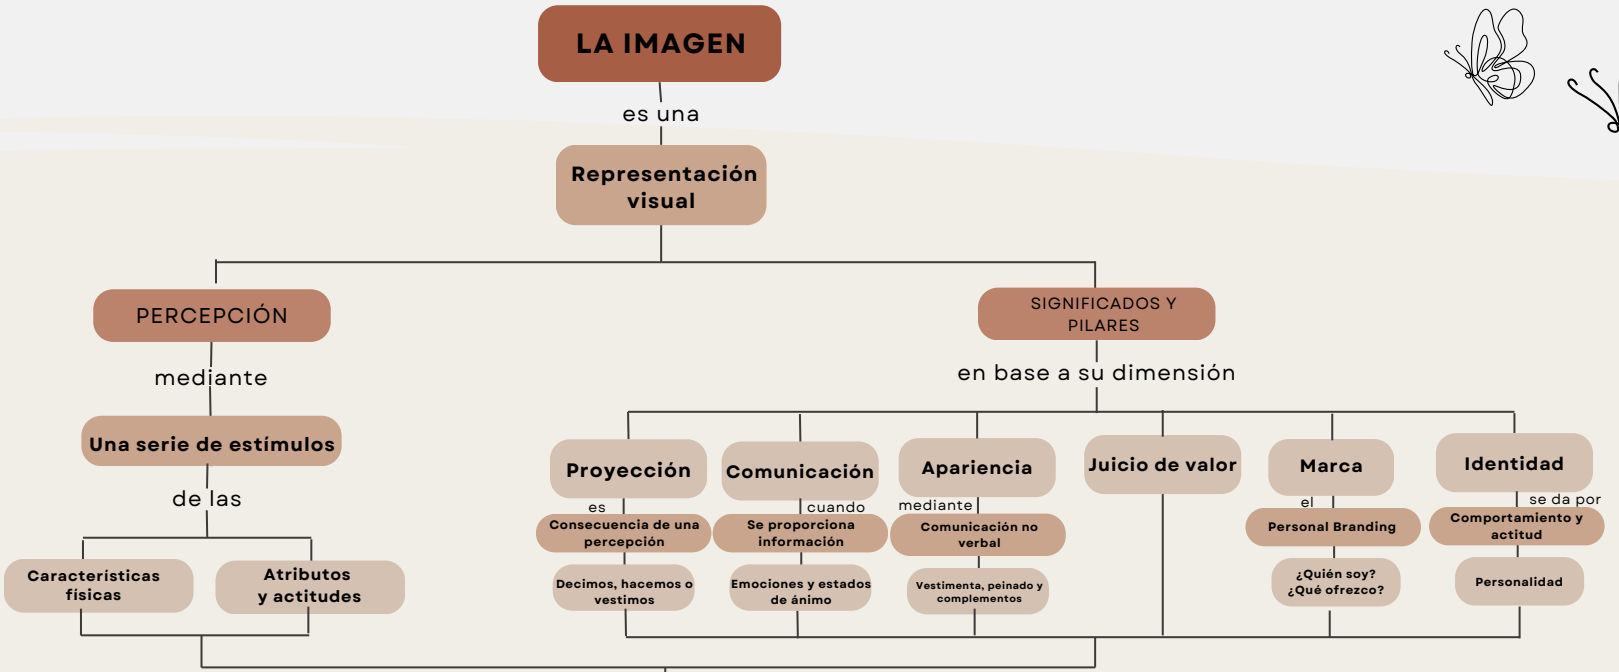 LA IMAGEN
es una
Representación
visual
PERCEPCIÓN
mediante
Una serie de estímulos
de las
Características
físicas
Atributos
y actitudes
SIGNIFICADOS Y
PILARES
en base a su dimensión
Proyección
es
Consecuencia de una
percepción
Decimos, hacemos o
vestimos
Comunicación
cuando
Se proporciona
información
Emociones y estados
de ánimo
Apariencia
mediante
Comunicación no
verbal
Vestimenta, peinado y
complementos
Juicio de valor
Marca
el
Personal Branding
¿Quién soy?
¿Qué ofrezco?
Identidad
se da por
Comportamiento y
actitud
Personalidad